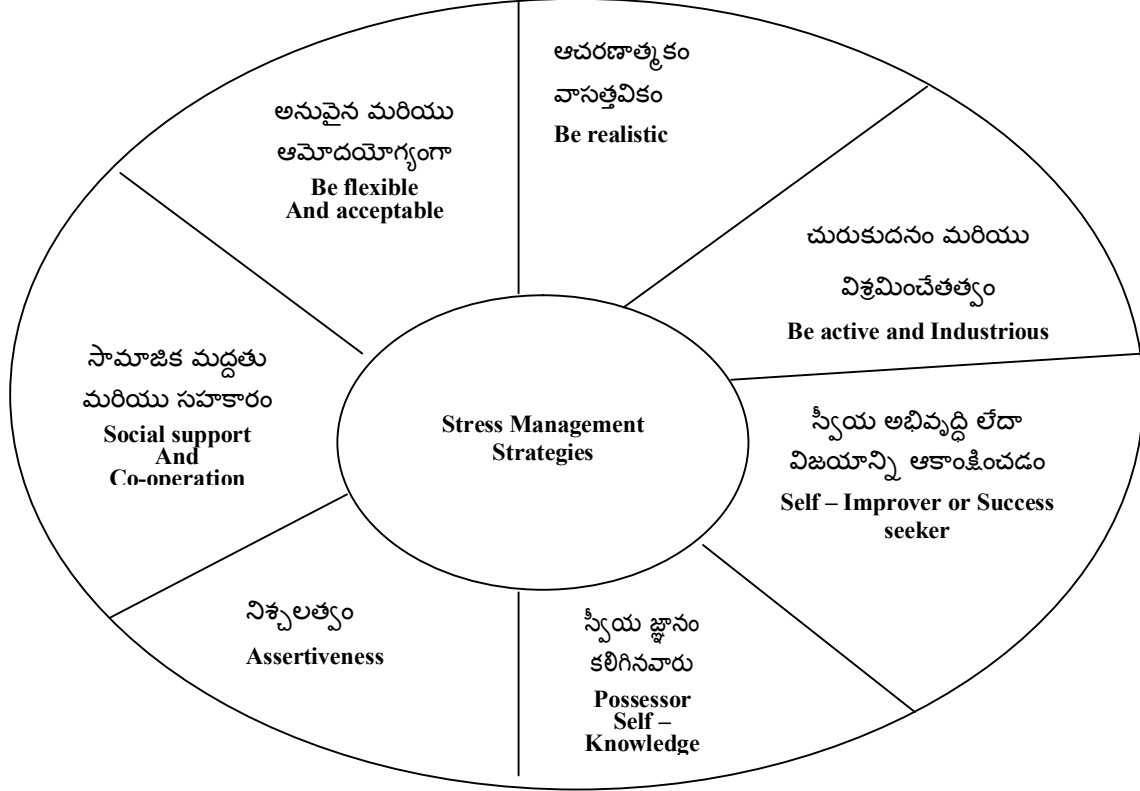 ఆచరణాత్మకం
వాసత్తవికం
Be realistic
అనువైన మరియు
ఆమోదయోగ్యంగా
Be flexible
And acceptable
చురుకుదనం మరియు
విశ్రమించేతత్వం
Be active and Industrious
సామాజిక మద్దతు
మరియు సహకారం
Social support
And
Co-operation
Stress Management
Strategies
స్వీయ అభివృద్ధి లేదా
విజయాన్ని ఆకాంక్షించడం
Self – Improver or Success
seeker
నిశ్చలత్వం
Assertiveness
స్వీయ జ్ఞానం
కలిగినవారు
Possessor
Self –
Knowledge